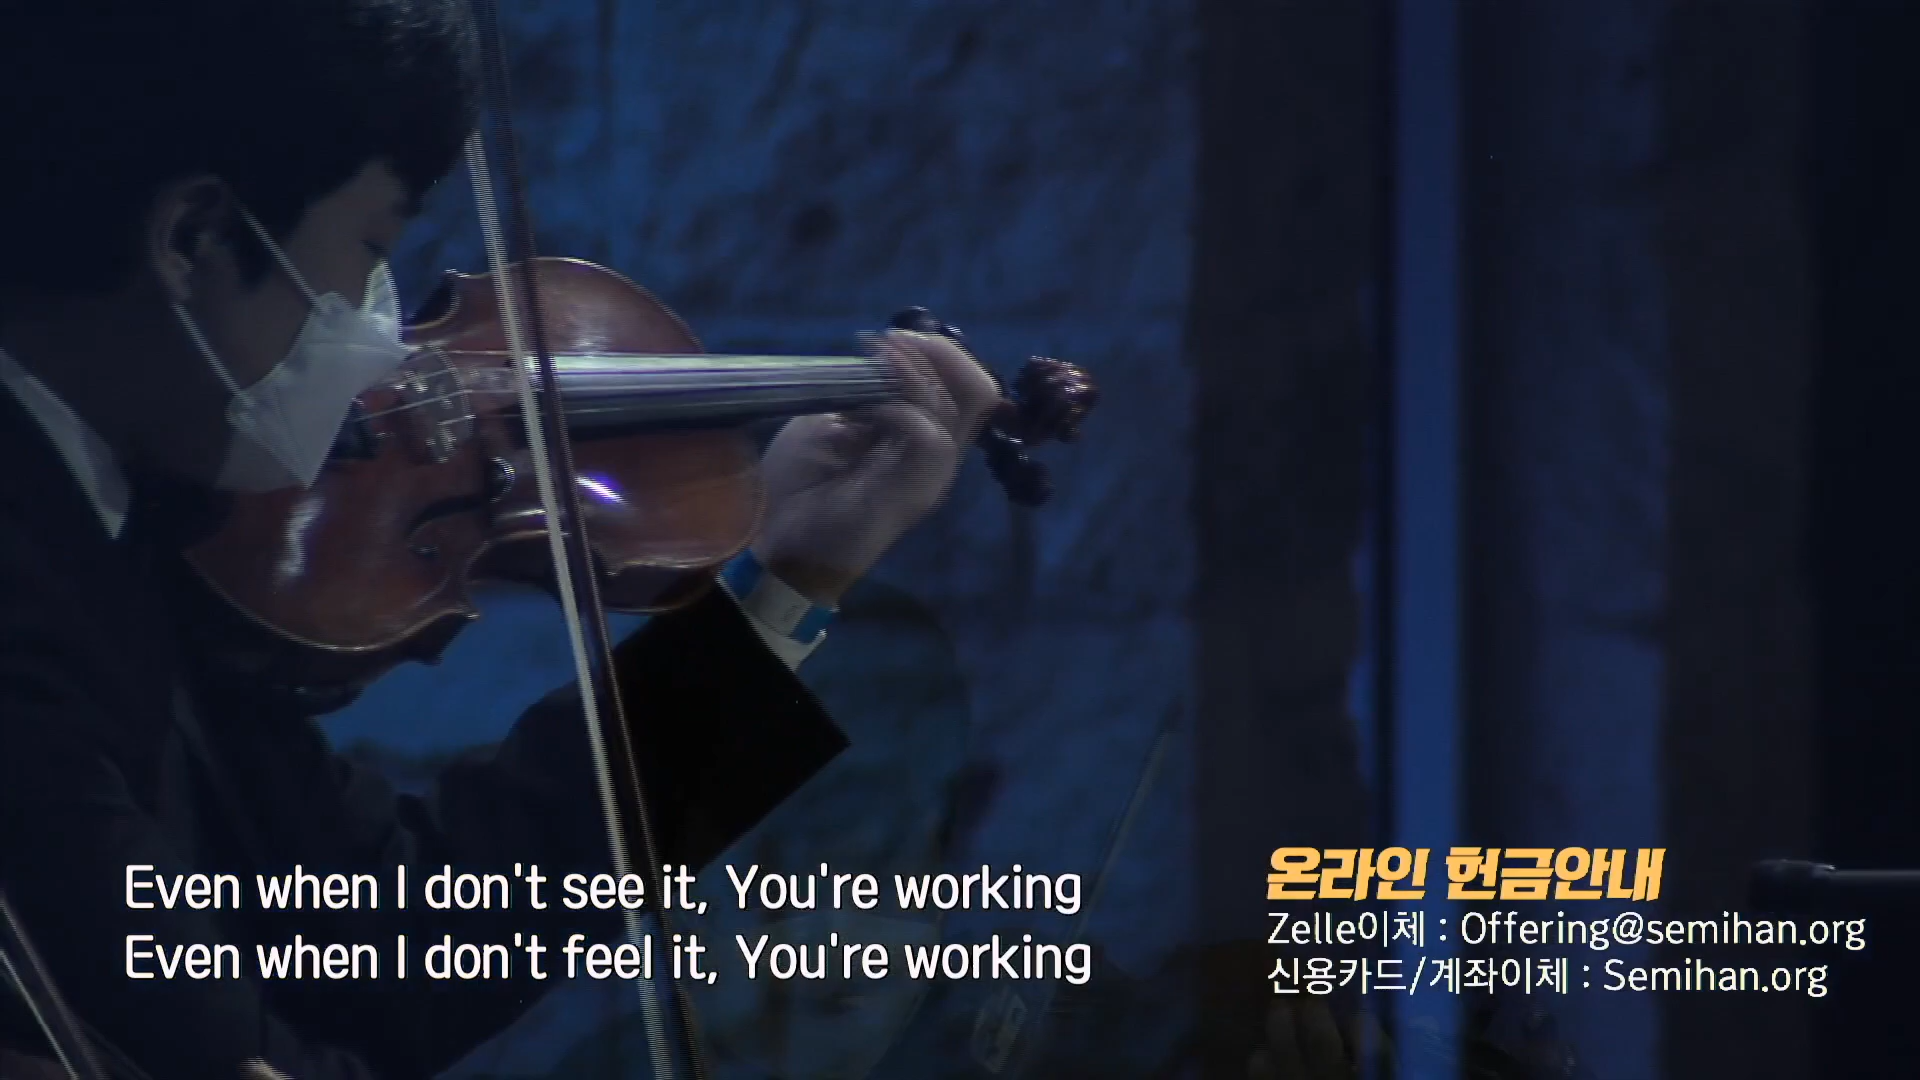 Even when I don't see it, You're working
Even when I don't feel it, You're working
온라인 헌금안내
Zelle이체 : Offering@semihan.org
신용카드/계좌이체 : Semihan.org